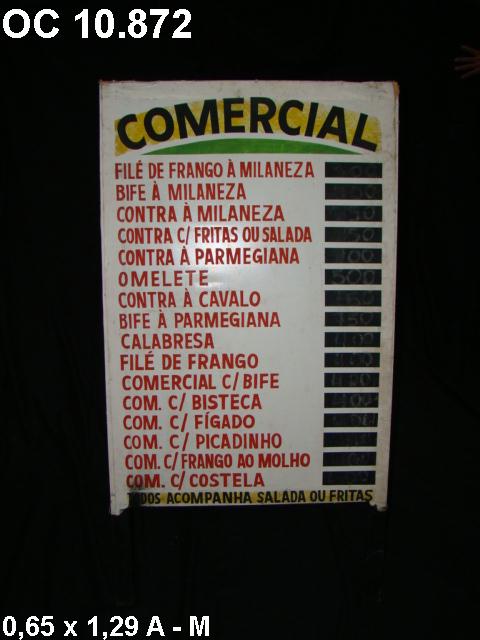 OC 10.872
COMERCIAL
FILÉ DE FRANGO À MILANEZA
BIFE À MILANEZA
CONTRA À MILANEZA
CONTRA C/ FRITAS OU SALADA
CONTRA À PARMEGIANA
OMELETE
CONTRA À CAVALO
BIFE À PARMEGIANA
CALABRESA
FILÉ DE FRANGO
COMERCIAL C/ BIFE
COM. C/ BISTECA
COM. C/ FÍGADO
COM. C/ PICADINHO
COM. C/ FRANGO AO MOLHO
COM. C/ COSTELA
TODOS ACOMPANHA SALADA OU FRITAS
0,65 x 1,29 A - M